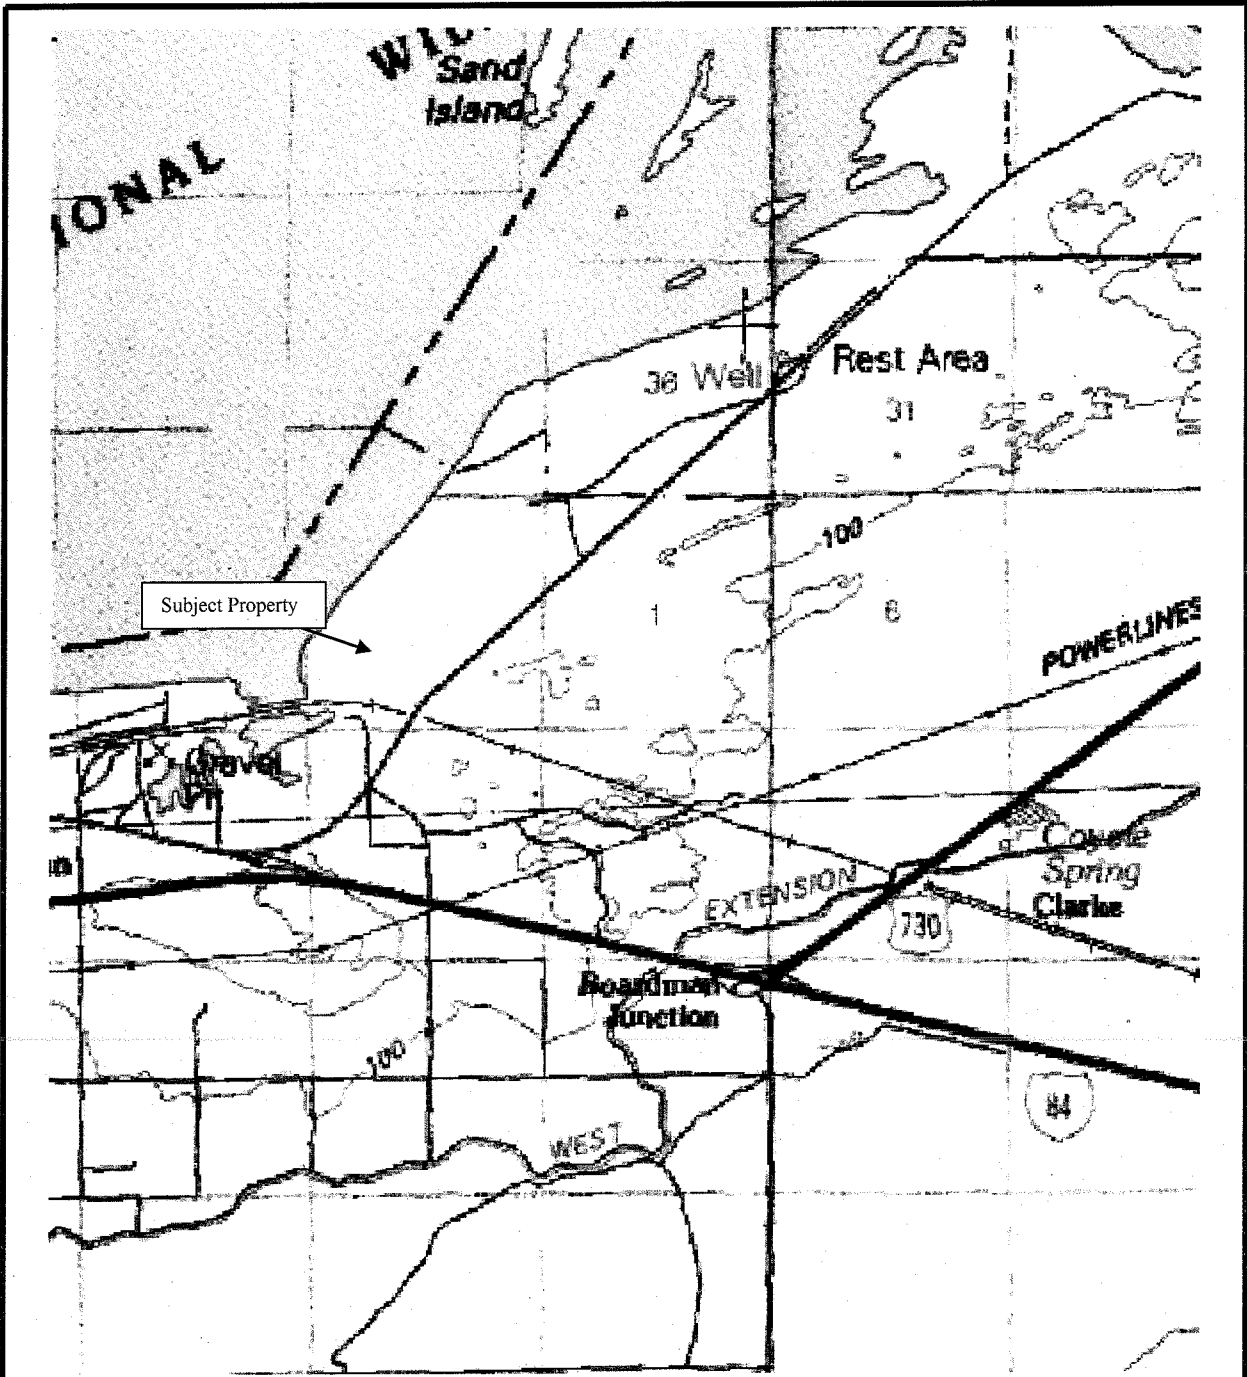 Sand
Island
IONAL
Rest Area
36 Well
31
100
Subject Property
1
6
POWERLINES
Gravel
Pit
Coyote
Spring
EXTENSION
Clarke
730
Boardman
Junction
100
84
WEST